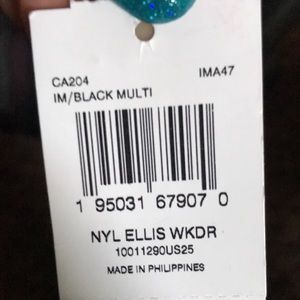 CA204 IMA47
IM/BLACK MULTI
1 95031 67907 0
NYL ELLIS WKDR
10011290US25
MADE IN PHILIPPINES